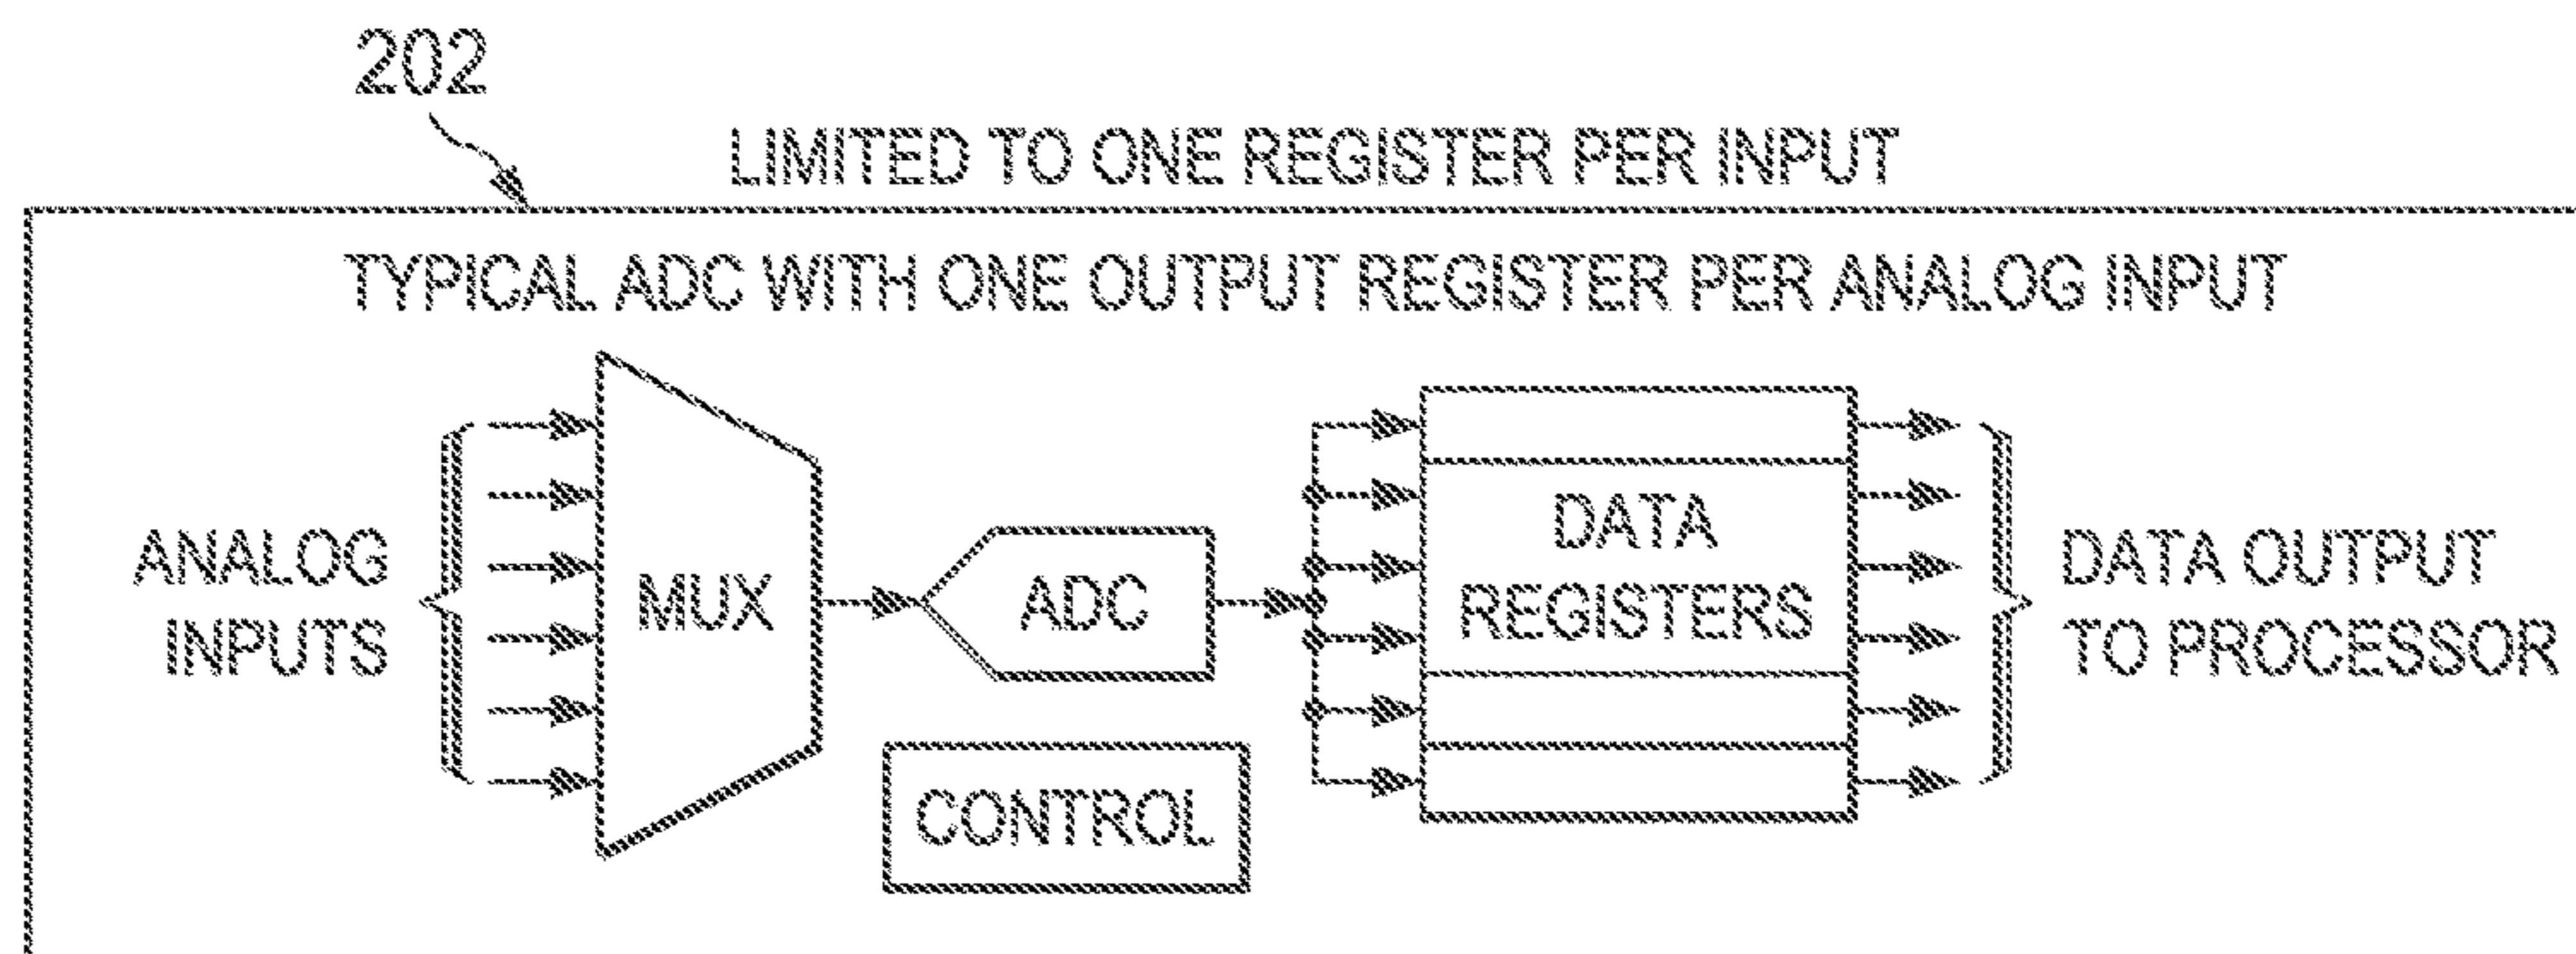 202
LIMITED TO ONE REGISTER PER INPUT
TYPICAL ADC WITH ONE OUTPUT REGISTER PER ANALOG INPUT
ANALOG
INPUTS
MUX
ADC
CONTROL
DATA
REGISTERS
DATA OUTPUT
TO PROCESSOR